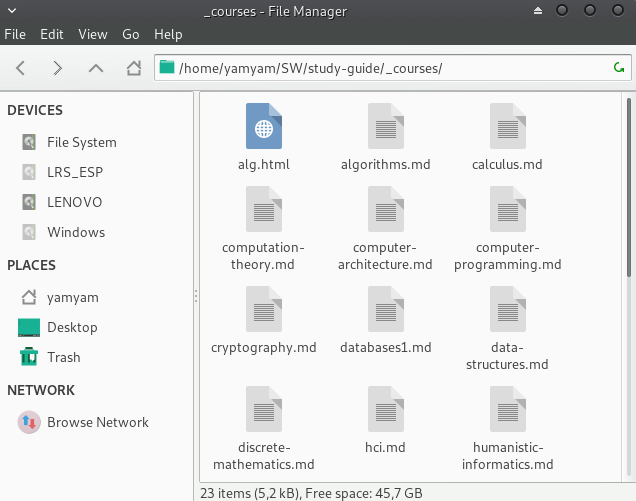 _courses - File Manager
File Edit View Go Help
/home/yamyam/SW/study-guide/_courses/
DEVICES
File System
LRS_ESP
LENOVO
Windows
PLACES
yamyam
Desktop
Trash
NETWORK
Browse Network
alg.html
algorithms.md
calculus.md
computation-
theory.md
computer-
architecture.md
computer-
programming.md
cryptography.md
databases1.md
data-
structures.md
discrete-
mathematics.md
hci.md
humanistic-
informatics.md
23 items (5,2 kB), Free space: 45,7 GB